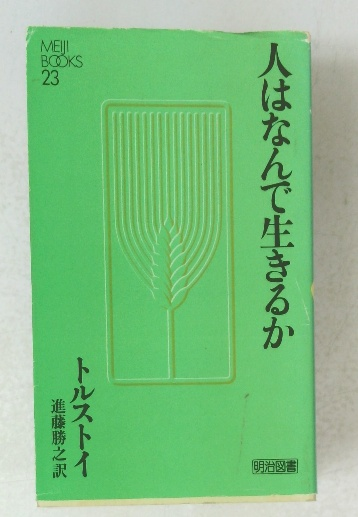 MEIJI
BOOKS
23
人はなんで生きるか
トルストイ
進藤勝之訳
明治図書